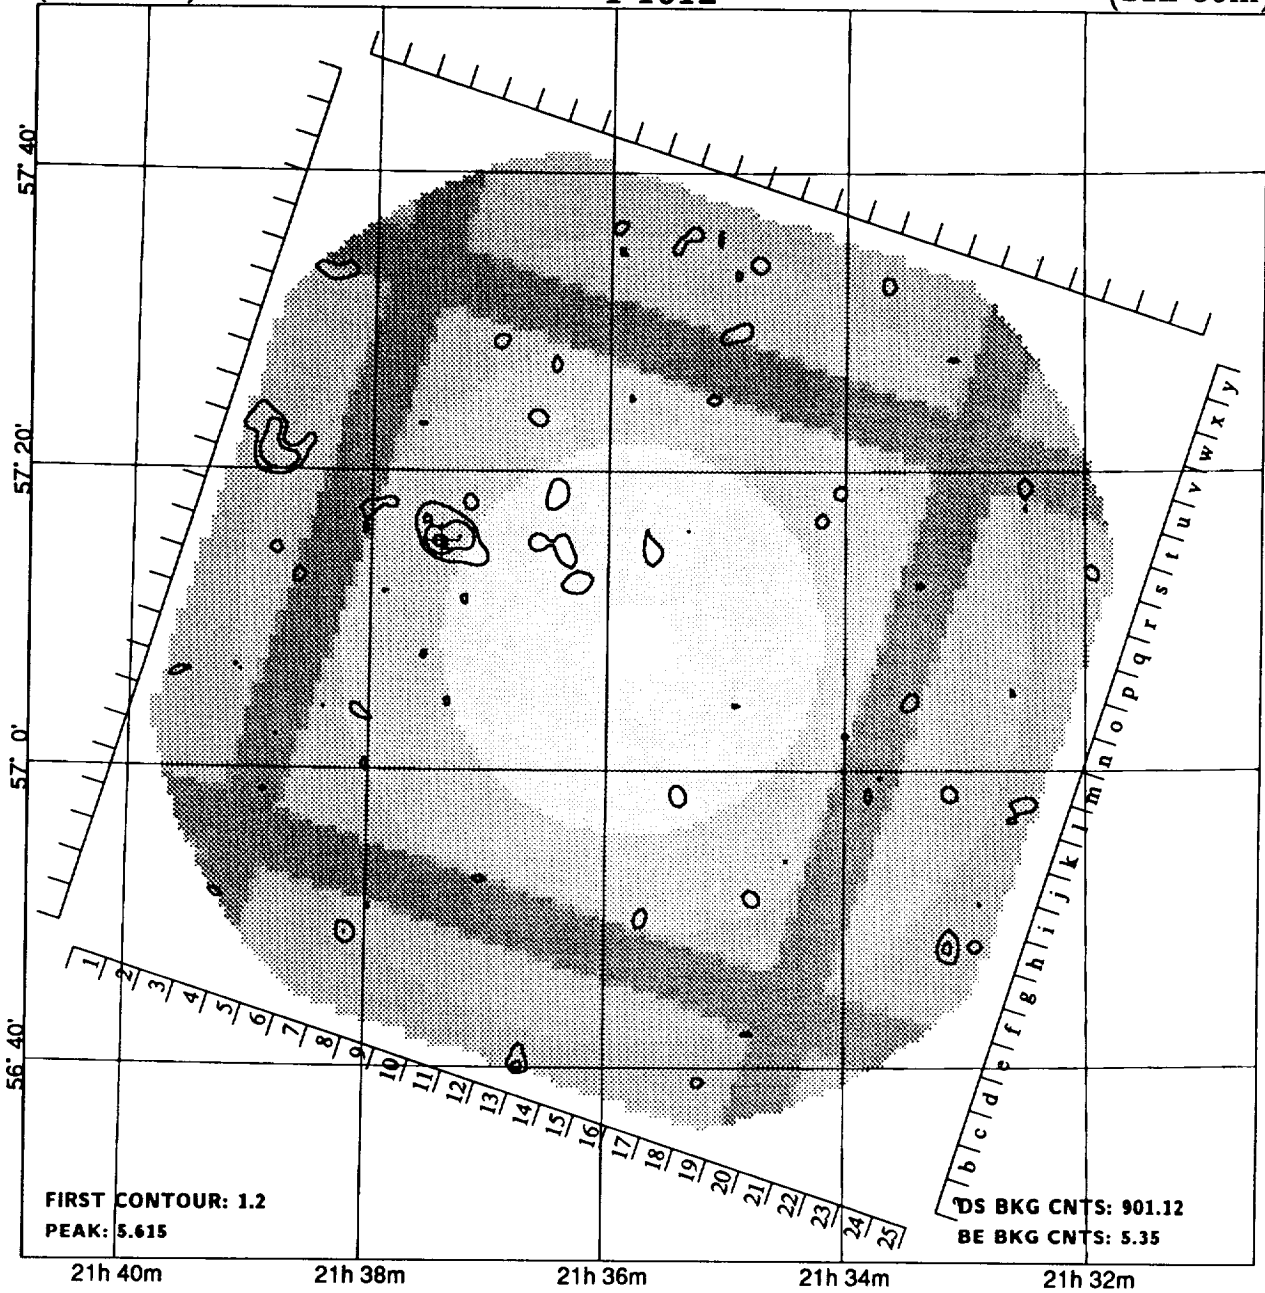 57° 40'
57° 20'
57° 0'
56° 40'
1 2 3 4 5 6 7 8 9 10 11 12 13 14 15 16 17 18 19 20 21 22 23 24 25
a b c d e f g h i j k l m n o p q r s t u v w x y
FIRST CONTOUR: 1.2
PEAK: 5.615
DS BKG CNTS: 901.12
BE BKG CNTS: 5.35
21h 40m 21h 38m 21h 36m 21h 34m 21h 32m